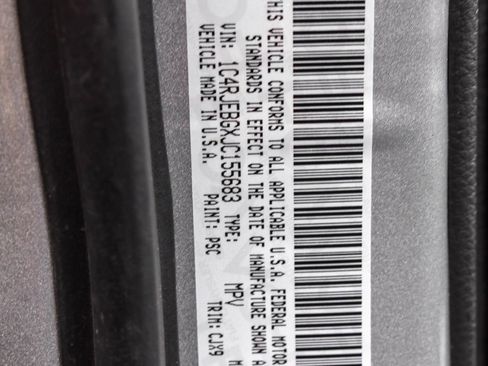 THIS VEHICLE CONFORMS TO ALL APPLICABLE U.S.A. FEDERAL MOTOR
STANDARDS IN EFFECT ON THE DATE OF MANUFACTURE SHOWN A
VIN: 1C4RJEBGXJC155683 TYPE: MPV
VEHICLE MADE IN U.S.A. PAINT: PSC TRIM: CJX9